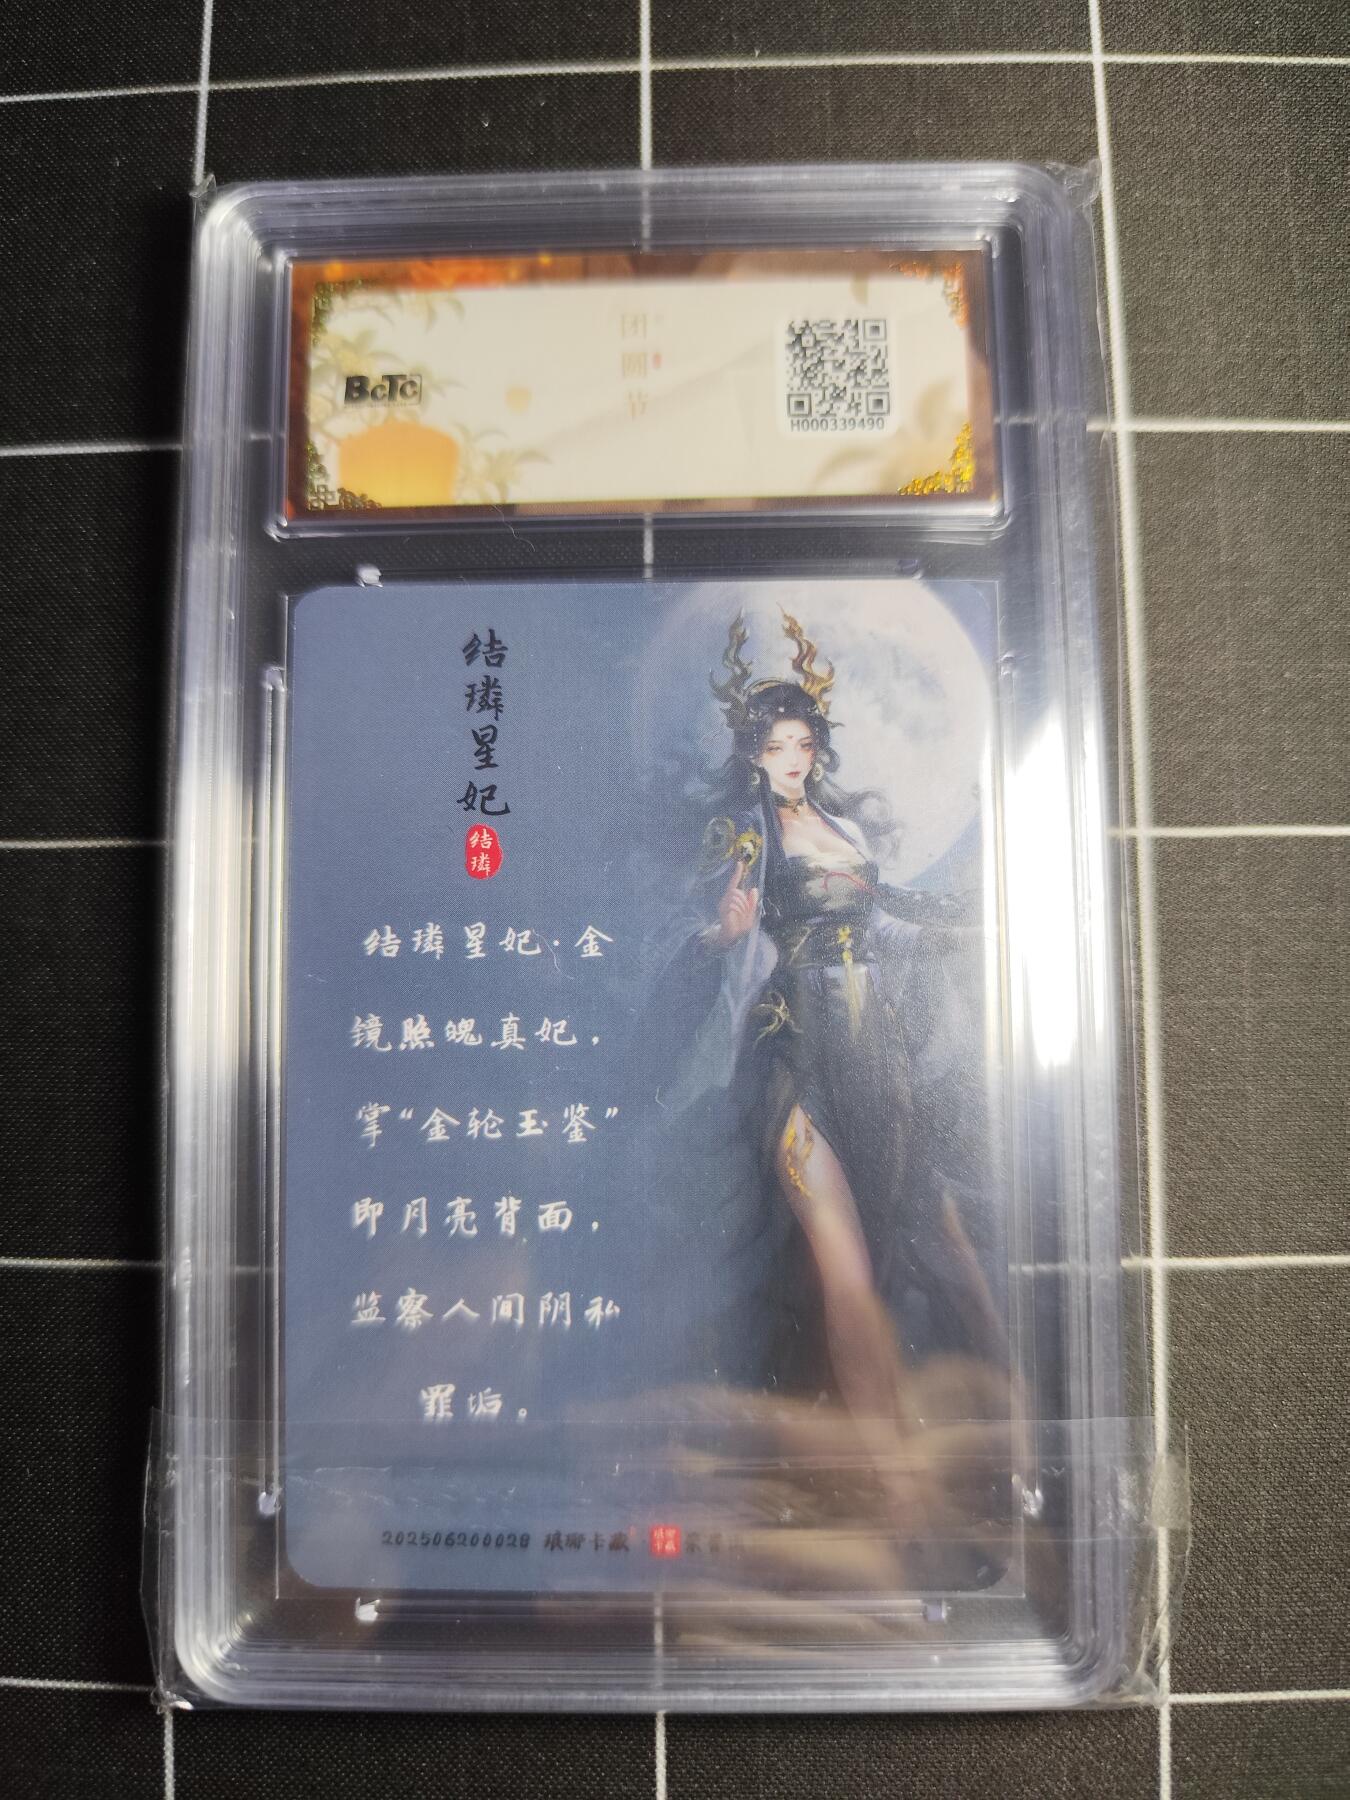 团圆节
BCTC
H000339490
结璘星妃
结璘
结璘星妃·金
镜照魄真妃，
掌“金轮玉鉴”
即月亮背面，
监察人间阴私
罪垢。
202506200028 琅琊卡藏